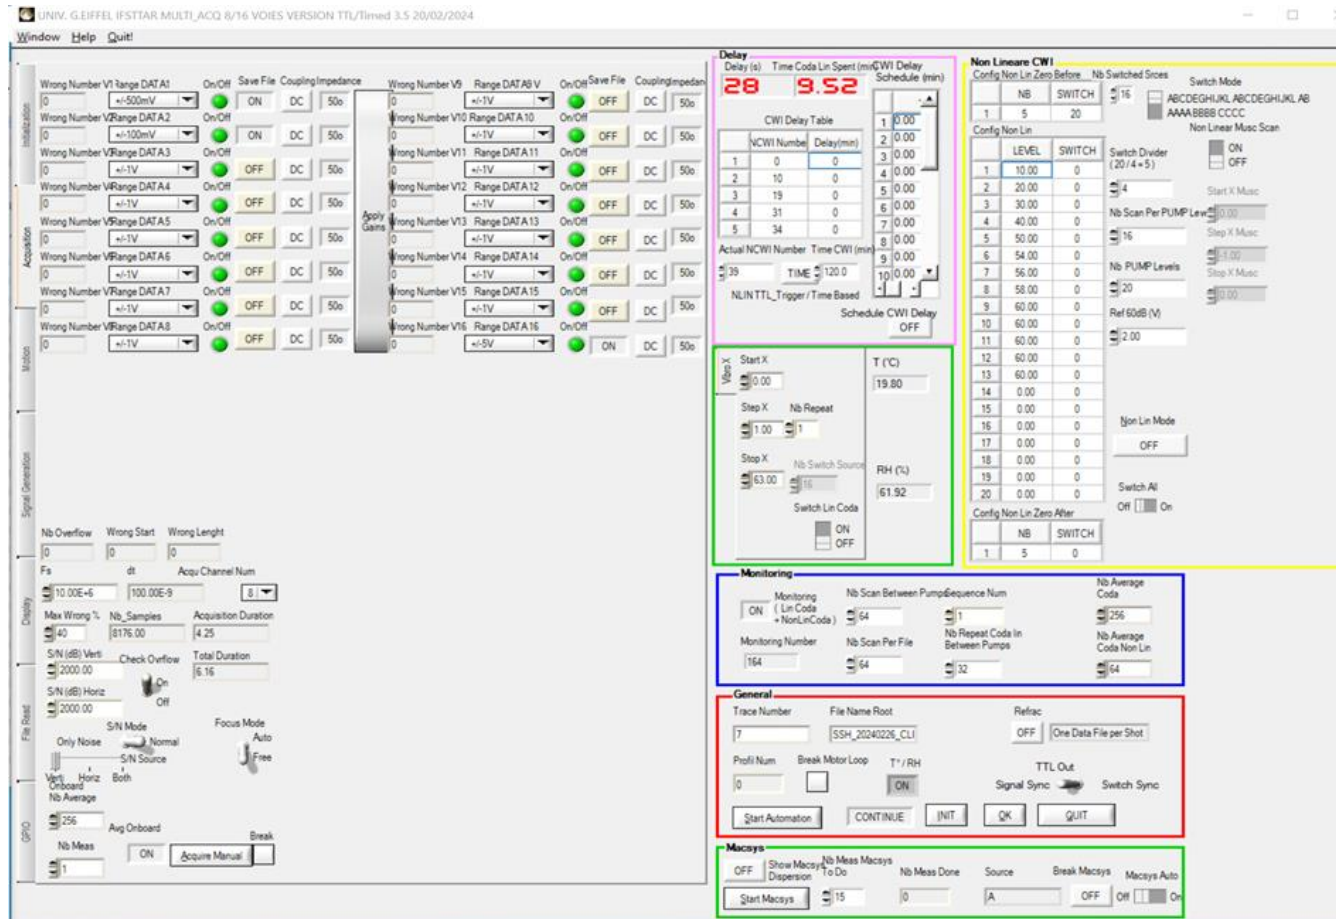 UNIV. G.EIFFEL IFSTTAR MULTI_ACQ 8/16 VOIES VERSION TTL/Timed 3.5 20/02/2024
Window Help Quit!
Initialization
Acquisition
Motion
Signal Generation
Display
File Read
GPIO
Wrong Number V1 Range DATA1 On/Off Save File Coupling Impedance
0 +/-500mV ON DC 50o
Wrong Number V2 Range DATA2 On/Off
0 +/-100mV ON DC 50o
Wrong Number V3 Range DATA3 On/Off
0 +/-1V OFF DC 50o
Wrong Number V4 Range DATA4 On/Off
0 +/-1V OFF DC 50o
Wrong Number V5 Range DATA5 On/Off
0 +/-1V OFF DC 50o
Wrong Number V6 Range DATA6 On/Off
0 +/-1V OFF DC 50o
Wrong Number V7 Range DATA7 On/Off
0 +/-1V OFF DC 50o
Wrong Number V8 Range DATA8 On/Off
0 +/-1V OFF DC 50o
Apply Gains
Wrong Number V9 Range DATA9 V On/Off Save File Coupling Impedan
0 +/-1V OFF DC 50o
Wrong Number V10 Range DATA10 On/Off
0 +/-1V OFF DC 50o
Wrong Number V11 Range DATA11 On/Off
0 +/-1V OFF DC 50o
Wrong Number V12 Range DATA12 On/Off
0 +/-1V OFF DC 50o
Wrong Number V13 Range DATA13 On/Off
0 +/-1V OFF DC 50o
Wrong Number V14 Range DATA14 On/Off
0 +/-1V OFF DC 50o
Wrong Number V15 Range DATA15 On/Off
0 +/-1V OFF DC 50o
Wrong Number V16 Range DATA16 On/Off
0 +/-5V ON DC 50o
Nb Overflow Wrong Start Wrong Lenght
0 0 0
Fs dt Acqu Channel Num
10.00E+6 100.00E-9 8
Max Wrong % Nb_Samples Acquisition Duration
40 8176.00 4.25
S/N (dB) Verti Check Ovrflow Total Duration
2000.00 On 6.16
S/N (dB) Horiz Off
2000.00
S/N Mode Focus Mode
Only Noise Normal Auto
S/N Source Free
Verti Horiz Both
Onboard
Nb Average
256 Avg Onboard
Nb Meas ON Acquire Manual Break
1
Delay
Delay (s) Time Coda Lin Spent (min) CWI Delay
28 9.52 Schedule (min)
CWI Delay Table
NCWI Numbe Delay(min)
1 0 0
2 10 0
3 19 0
4 31 0
5 34 0
1 0.00
2 0.00
3 0.00
4 0.00
5 0.00
6 0.00
7 0.00
8 0.00
9 0.00
10 0.00
Actual NCWI Number Time CWI (min)
39 TIME 120.0
NLIN TTL_Trigger / Time Based
Schedule CWI Delay
OFF
Vibro X
Start X T (°C)
0.00 19.80
Step X Nb Repeat
1.00 1
Stop X Nb Switch Source RH (%)
63.00 16 61.92
Switch Lin Coda
ON
OFF
Non Lineare CWI
Config Non Lin Zero Before Nb Switched Srces Switch Mode
NB SWITCH 16 ABCDEGHIJKL ABCDEGHIJKL AB
1 5 20 AAAA BBBB CCCC
Config Non Lin Non Linear Musc Scan
LEVEL SWITCH ON
1 10.00 0 OFF
2 20.00 0
3 30.00 0
4 40.00 0
5 50.00 0
6 54.00 0
7 56.00 0
8 58.00 0
9 60.00 0
10 60.00 0
11 60.00 0
12 60.00 0
13 60.00 0
14 0.00 0
15 0.00 0
16 0.00 0
17 0.00 0
18 0.00 0
19 0.00 0
20 0.00 0
Switch Divider
( 20 / 4 = 5 )
4
Nb Scan Per PUMP Lev
16
Nb PUMP Levels
20
Ref 60dB (V)
2.00
Start X Musc
0.00
Step X Musc
-1.00
Stop X Musc
0.00
Non Lin Mode
OFF
Switch All
Off On
Config Non Lin Zero After
NB SWITCH
1 5 0
Monitoring
ON Monitoring
( Lin Coda
+ NonLinCoda )
Nb Scan Between Pumps Sequence Num Nb Average Coda
64 1 256
Monitoring Number Nb Scan Per File Nb Repeat Coda lin Between Pumps Nb Average Coda Non Lin
164 64 32 64
General
Trace Number File Name Root Refrac
7 SSH_20240226_CLI OFF One Data File per Shot
Profil Num Break Motor Loop T° / RH TTL Out
0 ON Signal Sync Switch Sync
Start Automation CONTINUE INIT OK QUIT
Macsys
OFF Show Macsys Dispersion Nb Meas Macsys To Do Nb Meas Done Source Break Macsys Macsys Auto
Start Macsys 15 0 A OFF Off On